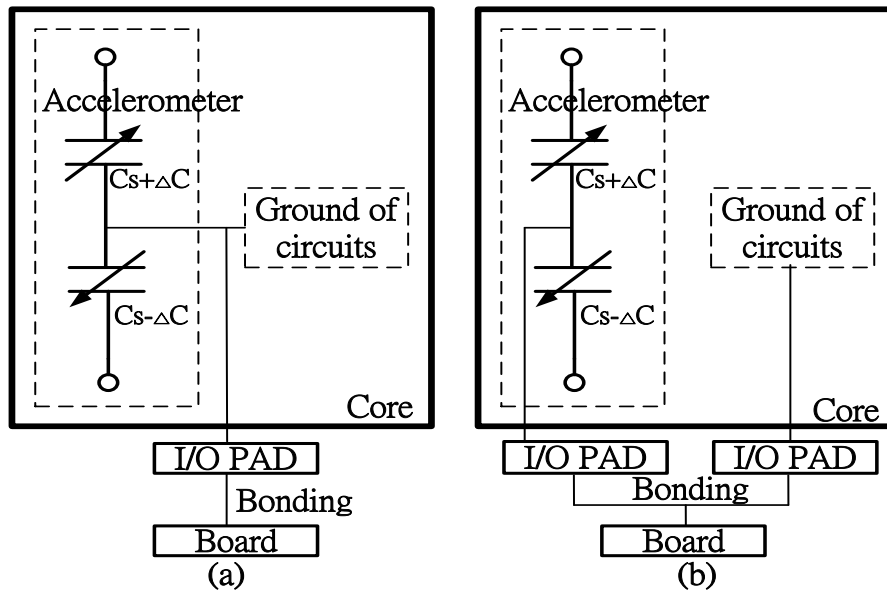 Accelerometer
Cs+△C
Ground of
circuits
Cs-△C
Core
I/O PAD
Bonding
Board
(a)
Accelerometer
Cs+△C
Ground of
circuits
Cs-△C
Core
I/O PAD
I/O PAD
Bonding
Board
(b)